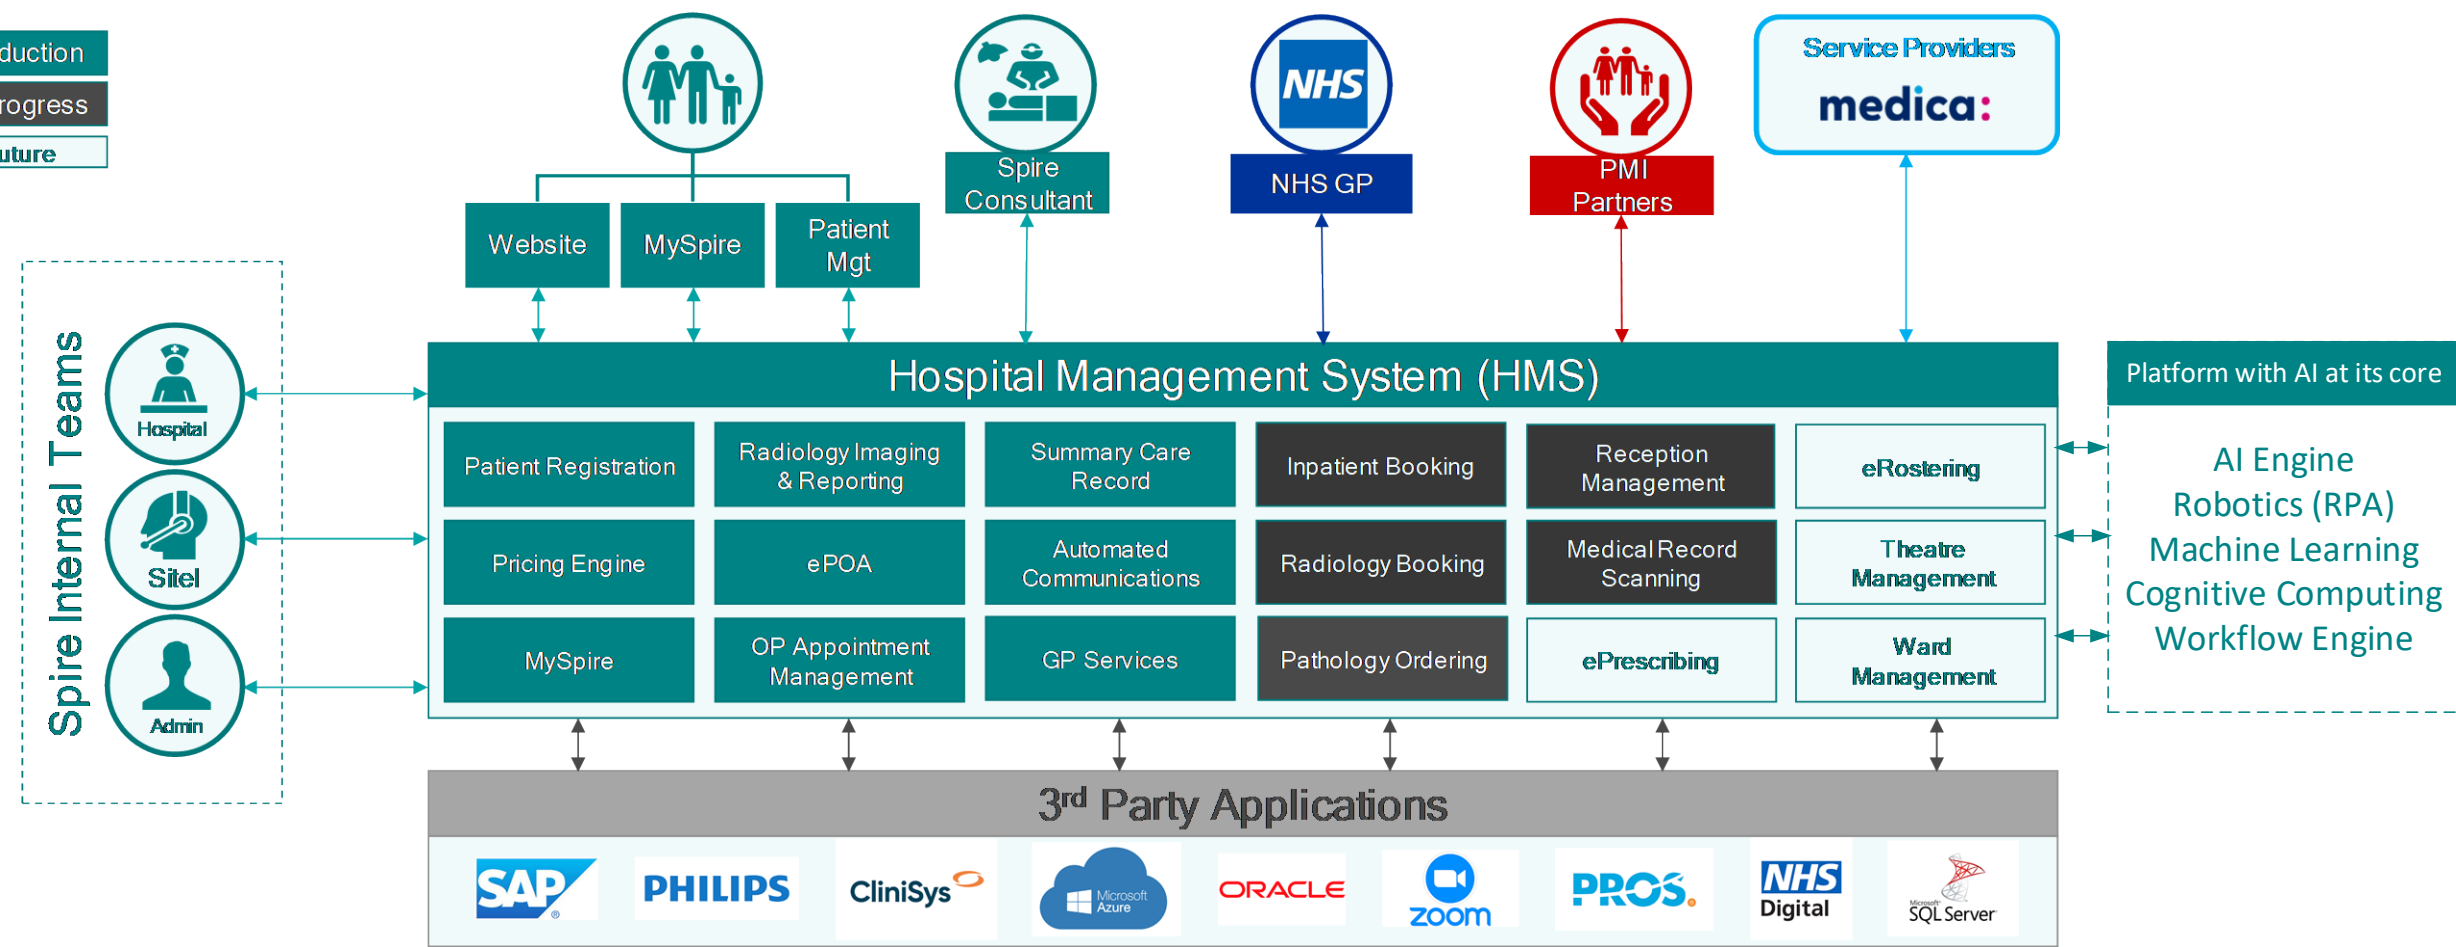 duction
rogress
uture
Service Providers
medica:
NHS
Spire
Consultant
NHS GP
PMI
Partners
Website
MySpire
Patient
Mgt
Spire Internal Teams
Hospital
Sitel
Admin
Hospital Management System (HMS)
Patient Registration
Radiology Imaging
& Reporting
Summary Care
Record
Inpatient Booking
Reception
Management
eRostering
Pricing Engine
ePOA
Automated
Communications
Radiology Booking
Medical Record
Scanning
Theatre
Management
MySpire
OP Appointment
Management
GP Services
Pathology Ordering
ePrescribing
Ward
Management
Platform with AI at its core
AI Engine
Robotics (RPA)
Machine Learning
Cognitive Computing
Workflow Engine
3rd Party Applications
SAP
PHILIPS
CliniSys
Microsoft
Azure
ORACLE
zoom
PROS.
NHS
Digital
Microsoft
SQL Server